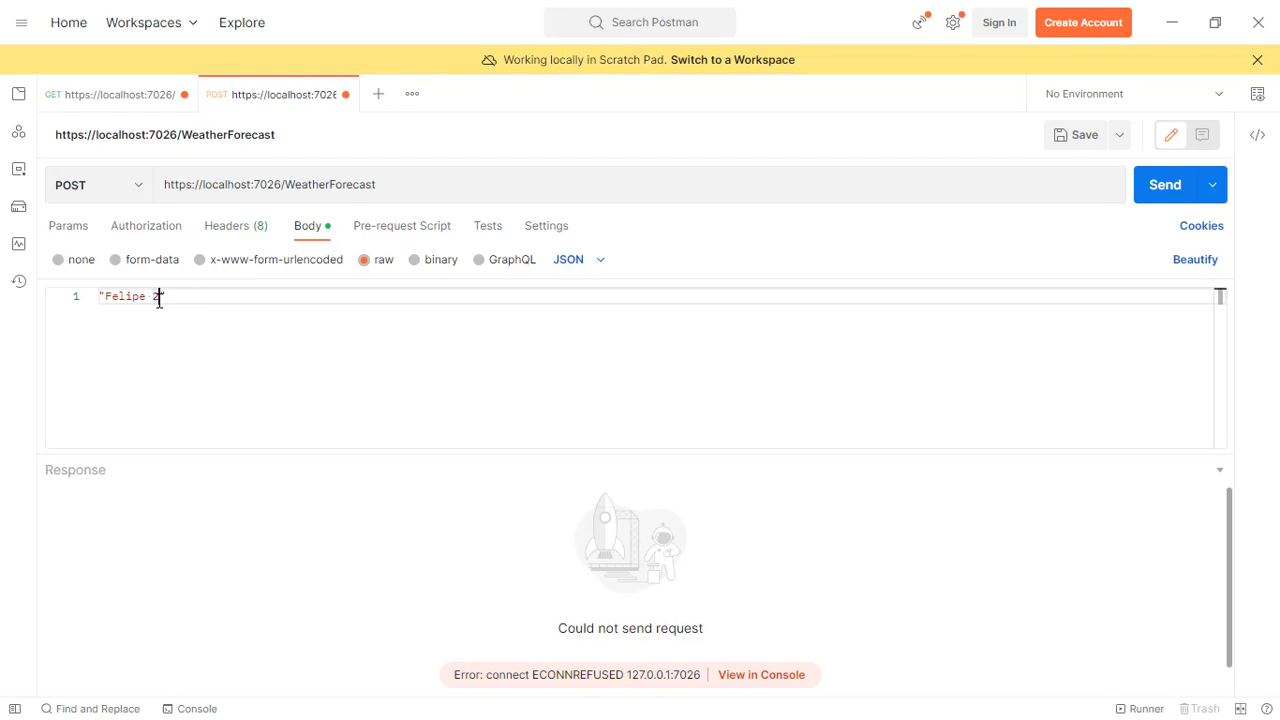 Home Workspaces Explore Search Postman Sign In Create Account
Working locally in Scratch Pad. Switch to a Workspace
GET https://localhost:7026/ POST https://localhost:7026 No Environment
https://localhost:7026/WeatherForecast Save
POST https://localhost:7026/WeatherForecast Send
Params Authorization Headers (8) Body Pre-request Script Tests Settings Cookies
none form-data x-www-form-urlencoded raw binary GraphQL JSON Beautify
1 "Felipe 2"
Response
Could not send request
Error: connect ECONNREFUSED 127.0.0.1:7026 View in Console
Find and Replace Console Runner Trash